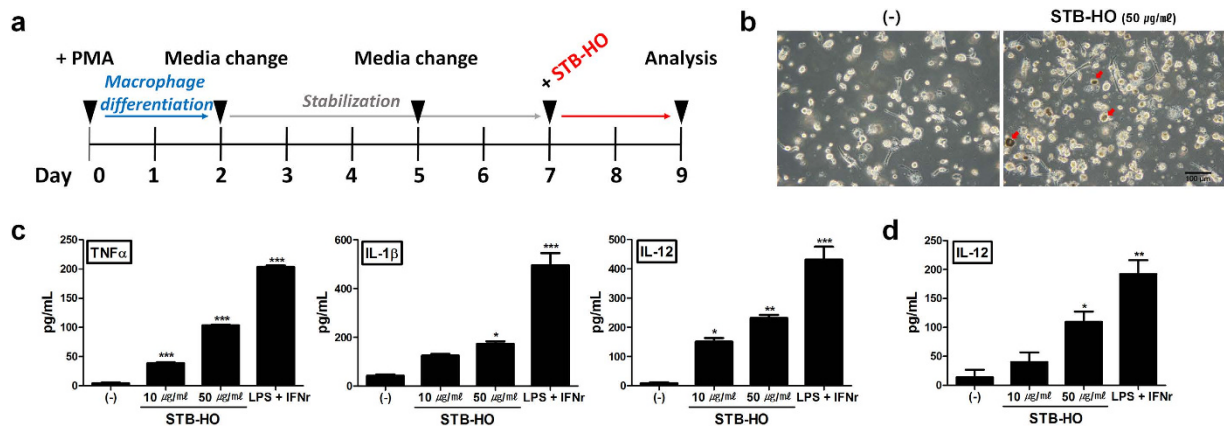 a
+ PMA Media change Media change + STB-HO Analysis
Macrophage
differentiation
Stabilization
Day 0 1 2 3 4 5 6 7 8 9
b
(-) STB-HO (50 ㎍/㎖)
100 μm
c
TNFα
pg/mL
250
200
150
100
50
0
***
***
***
(-) 10 ㎍/㎖ 50 ㎍/㎖ LPS + IFNr
STB-HO
IL-1β
pg/mL
600
400
200
0
*
***
(-) 10 ㎍/㎖ 50 ㎍/㎖ LPS + IFNr
STB-HO
IL-12
pg/mL
500
400
300
200
100
0
*
**
***
(-) 10 ㎍/㎖ 50 ㎍/㎖ LPS + IFNr
STB-HO
d
IL-12
pg/mL
250
200
150
100
50
0
*
**
(-) 10 ㎍/㎖ 50 ㎍/㎖ LPS + IFNr
STB-HO